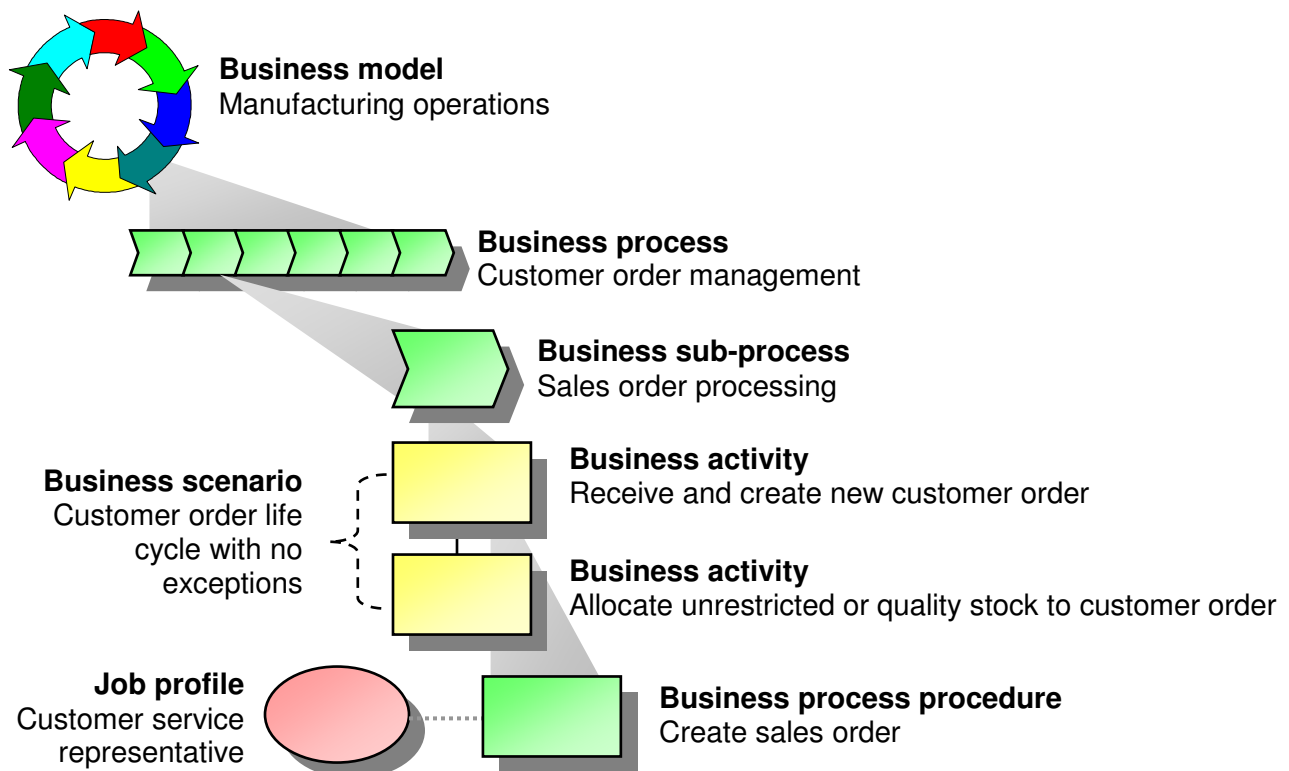 Business model
Manufacturing operations
Business process
Customer order management
Business sub-process
Sales order processing
Business activity
Receive and create new customer order
Business scenario
Customer order life
cycle with no
exceptions
Business activity
Allocate unrestricted or quality stock to customer order
Job profile
Customer service
representative
Business process procedure
Create sales order